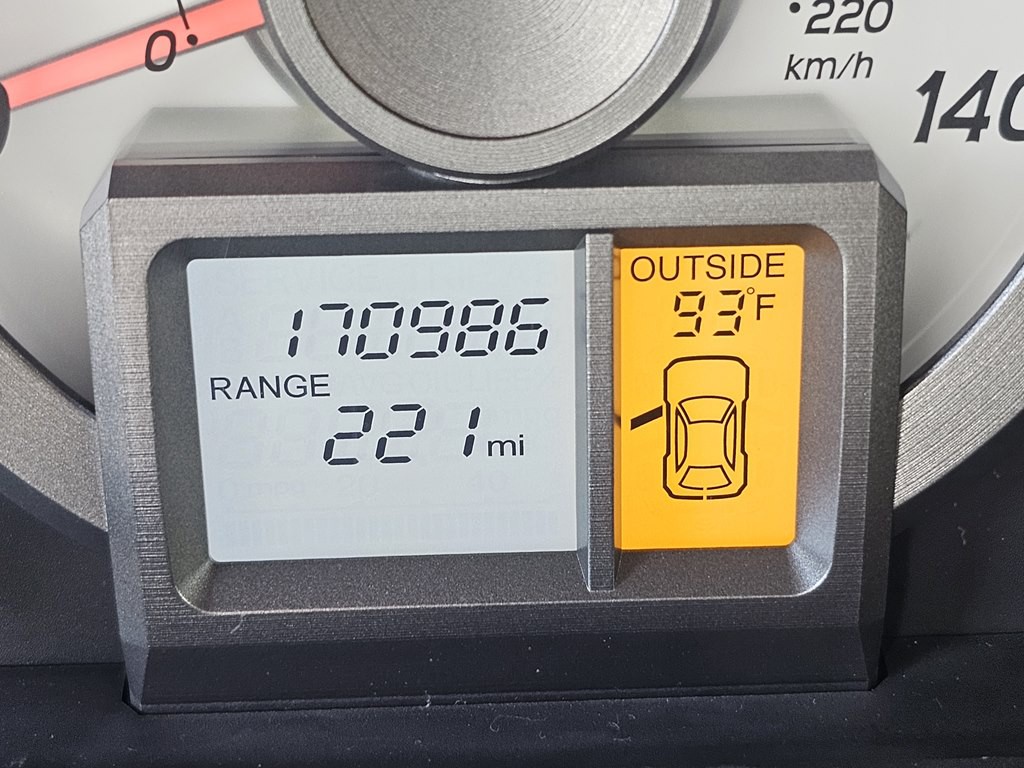 0
220
km/h
140
OUTSIDE
93°F
170986
RANGE
221 mi